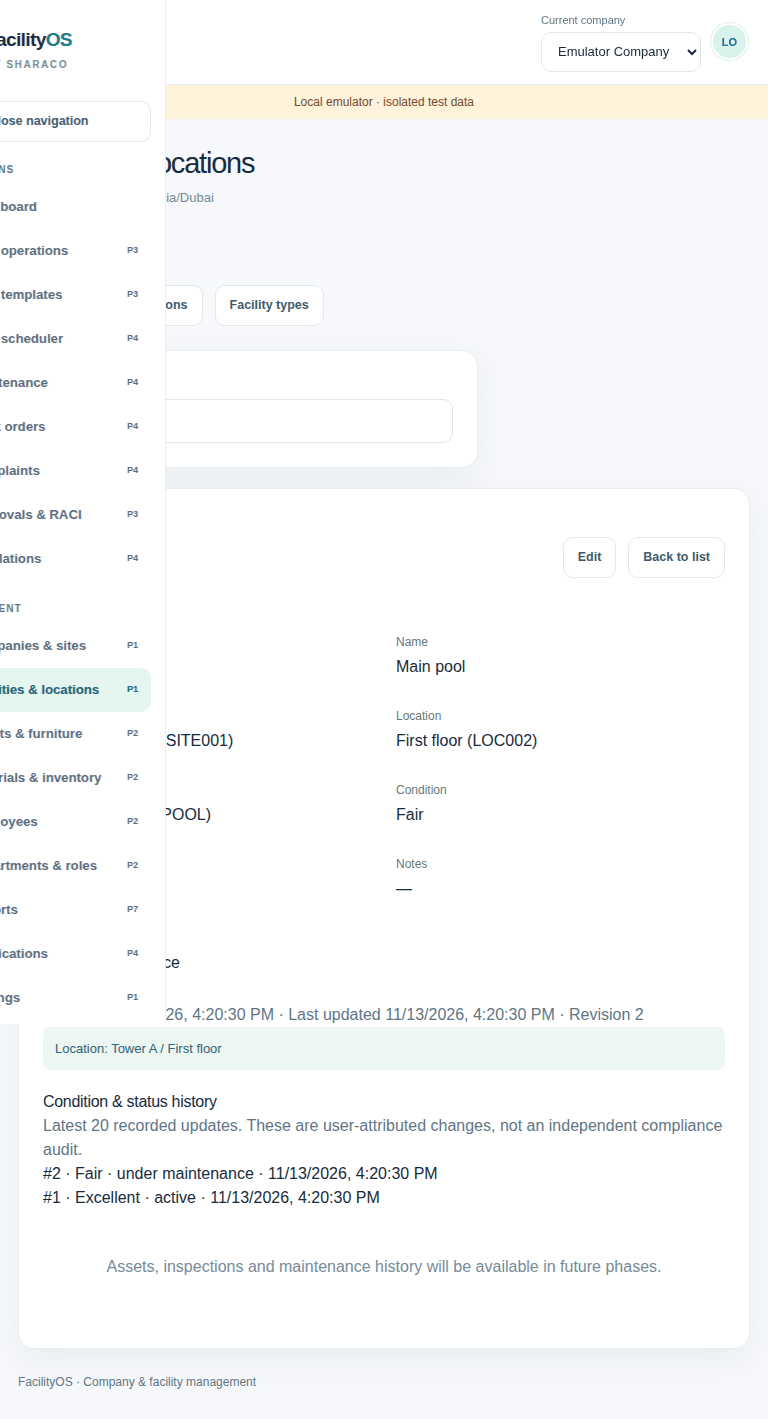 acilityOS
SHARACO
lose navigation
NS
board
operations P3
templates P3
scheduler P4
tenance P4
orders P4
plaints P4
ovals & RACI P3
lations P4
ENT
panies & sites P1
ities & locations P1
ts & furniture P2
rials & inventory P2
oyees P2
artments & roles P2
rts P7
ications P4
ngs P1
Current company
Emulator Company
LO
Local emulator · isolated test data
ocations
ia/Dubai
ons
Facility types
Edit
Back to list
Name
Main pool
SITE001)
Location
First floor (LOC002)
POOL)
Condition
Fair
Notes
—
ce
26, 4:20:30 PM · Last updated 11/13/2026, 4:20:30 PM · Revision 2
Location: Tower A / First floor
Condition & status history
Latest 20 recorded updates. These are user-attributed changes, not an independent compliance
audit.
#2 · Fair · under maintenance · 11/13/2026, 4:20:30 PM
#1 · Excellent · active · 11/13/2026, 4:20:30 PM
Assets, inspections and maintenance history will be available in future phases.
FacilityOS · Company & facility management